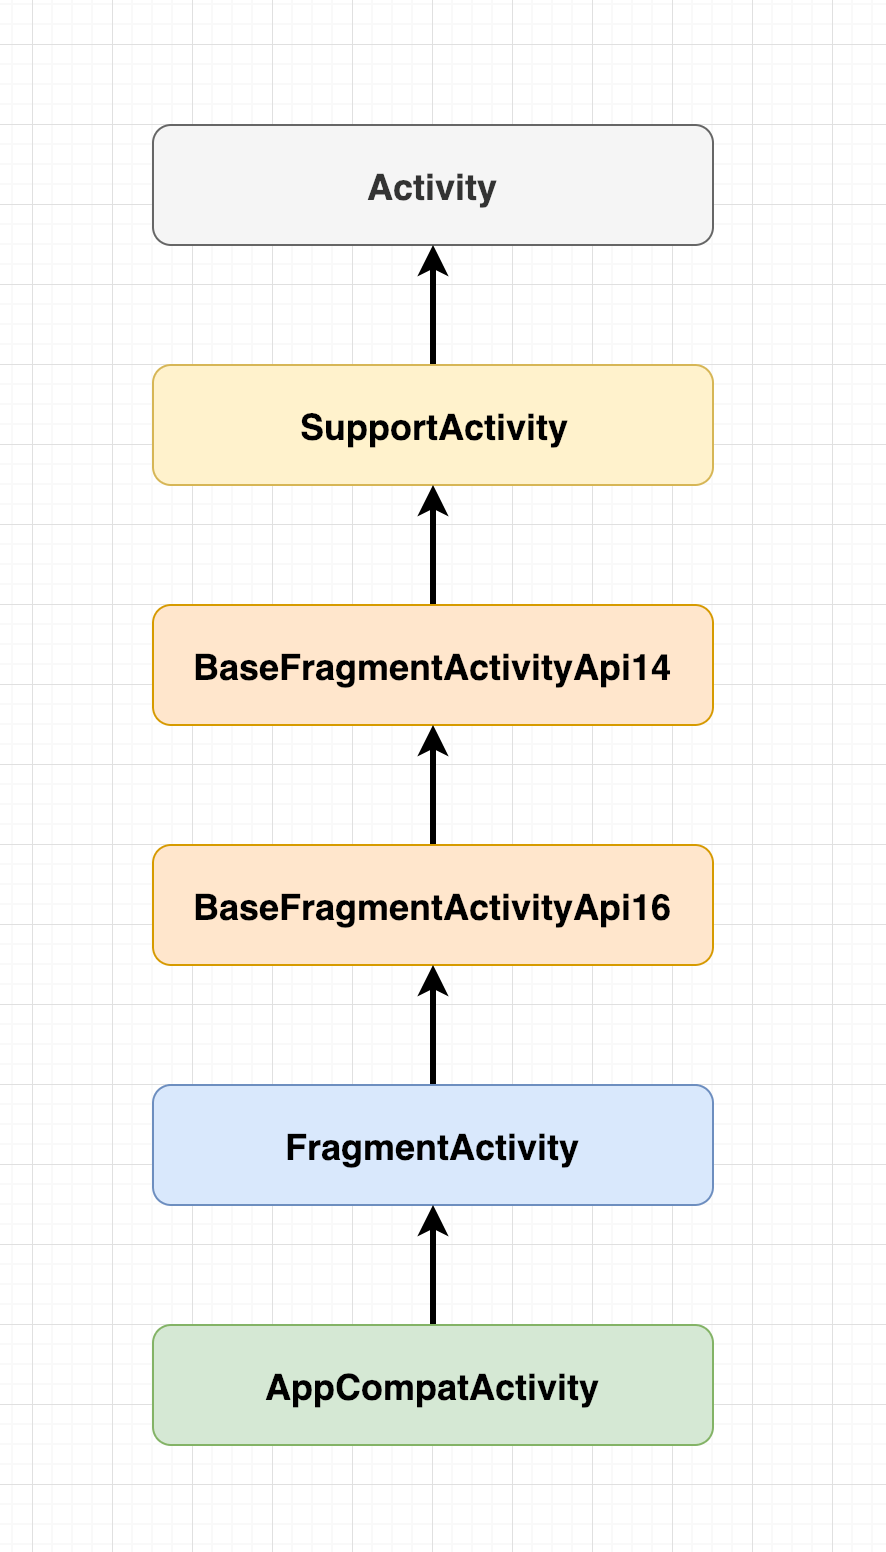 Activity
SupportActivity
BaseFragmentActivityApi14
BaseFragmentActivityApi16
FragmentActivity
AppCompatActivity